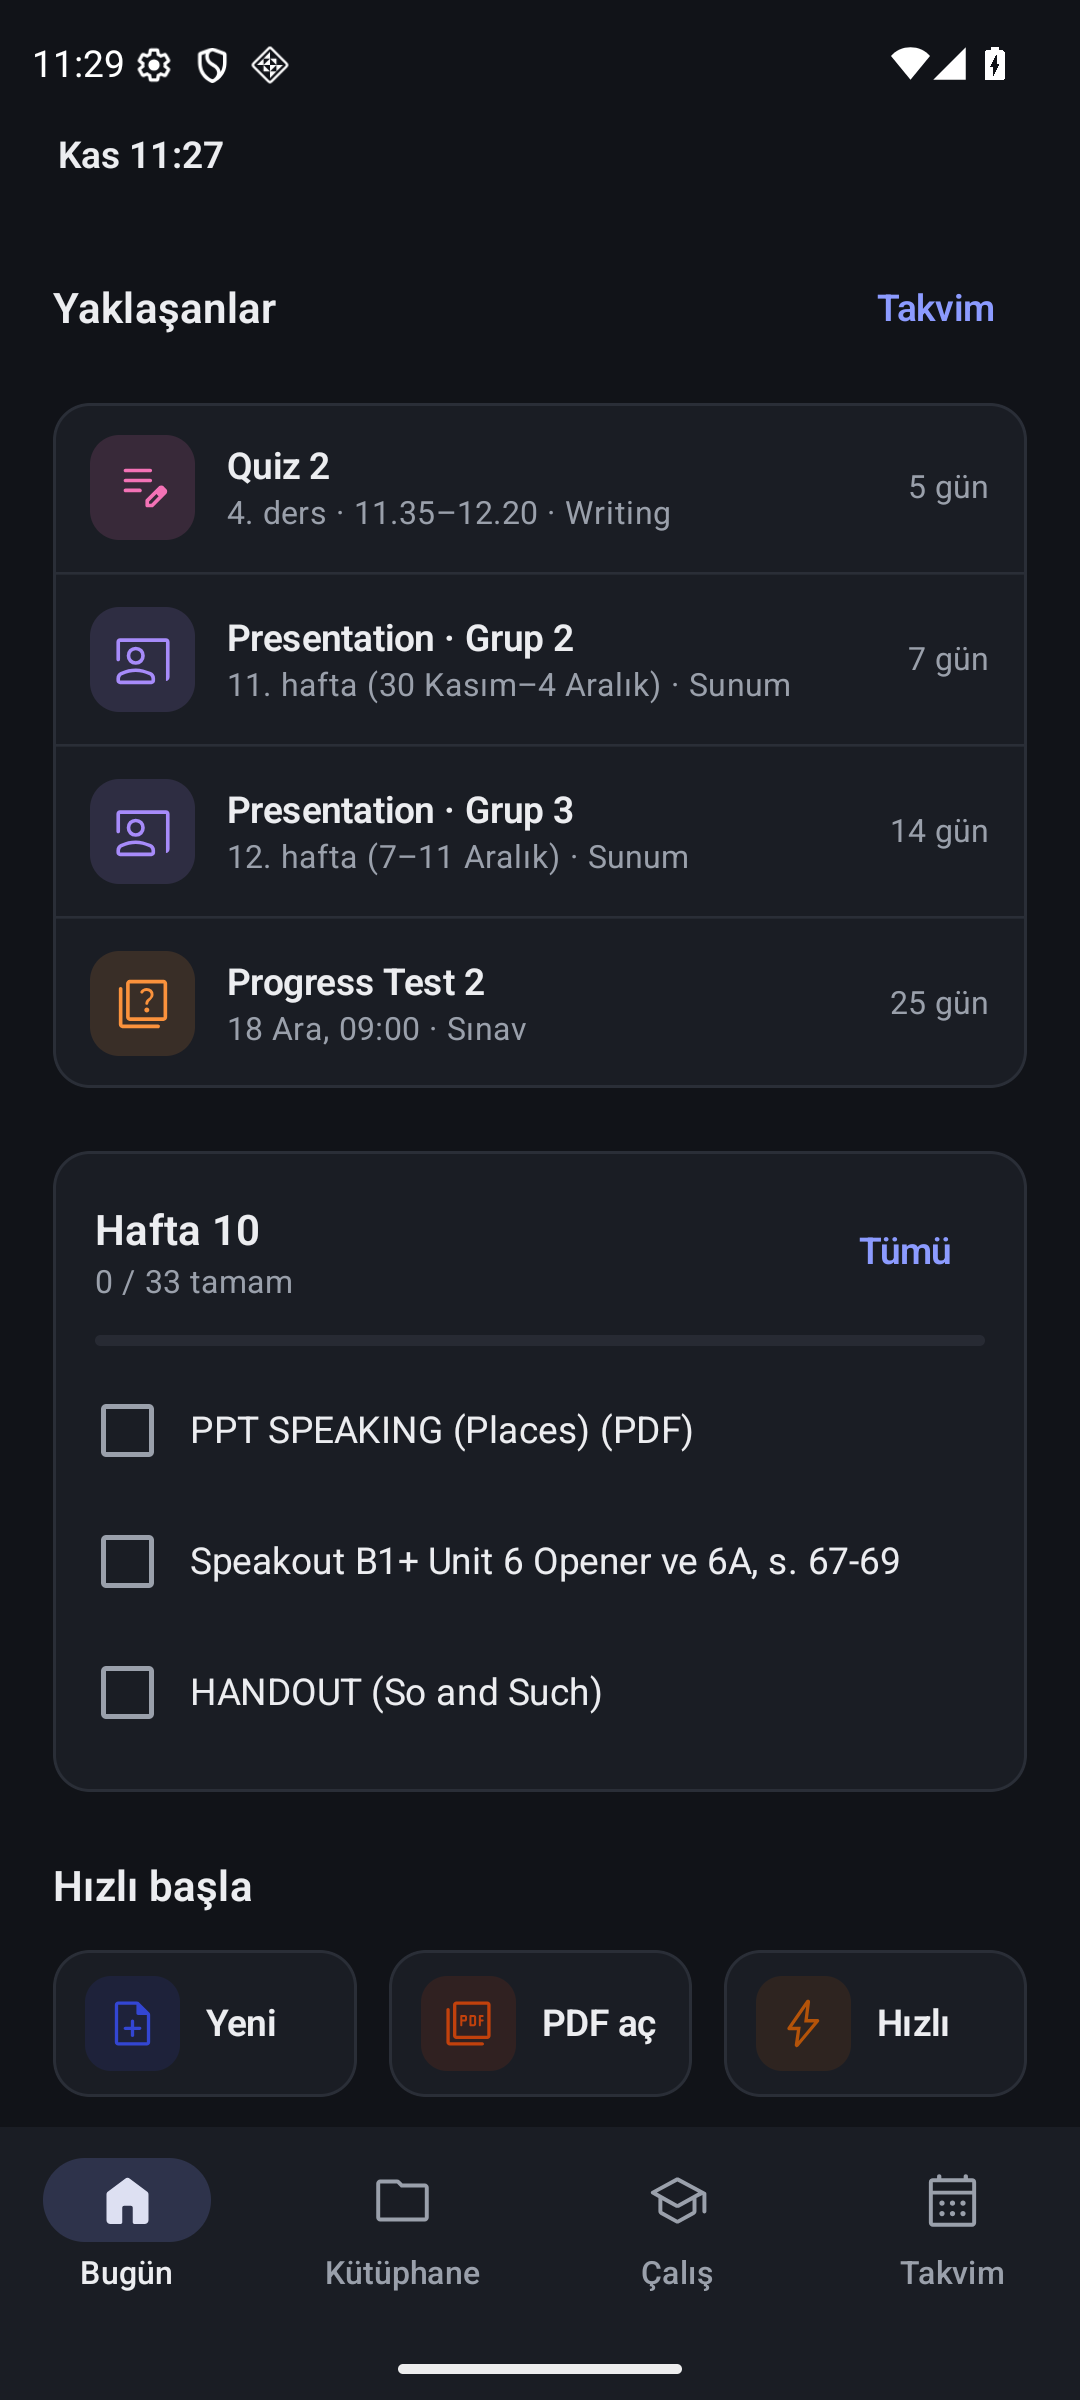 11:29
Kas 11:27
Yaklaşanlar
Takvim
Quiz 2
4. ders · 11.35–12.20 · Writing
5 gün
Presentation · Grup 2
11. hafta (30 Kasım–4 Aralık) · Sunum
7 gün
Presentation · Grup 3
12. hafta (7–11 Aralık) · Sunum
14 gün
Progress Test 2
18 Ara, 09:00 · Sınav
25 gün
Hafta 10
0 / 33 tamam
Tümü
PPT SPEAKING (Places) (PDF)
Speakout B1+ Unit 6 Opener ve 6A, s. 67-69
HANDOUT (So and Such)
Hızlı başla
Yeni
PDF
PDF aç
Hızlı
Bugün
Kütüphane
Çalış
Takvim